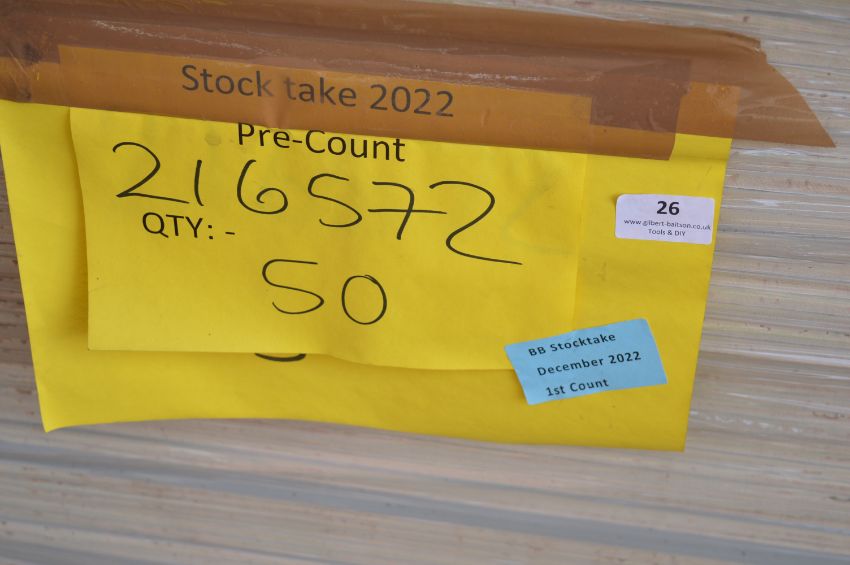 Stock take 2022
Pre-Count
216572
QTY: -
50
26
www.gilbert-baitson.co.uk
Tools & DIY
BB Stocktake
December 2022
1st Count